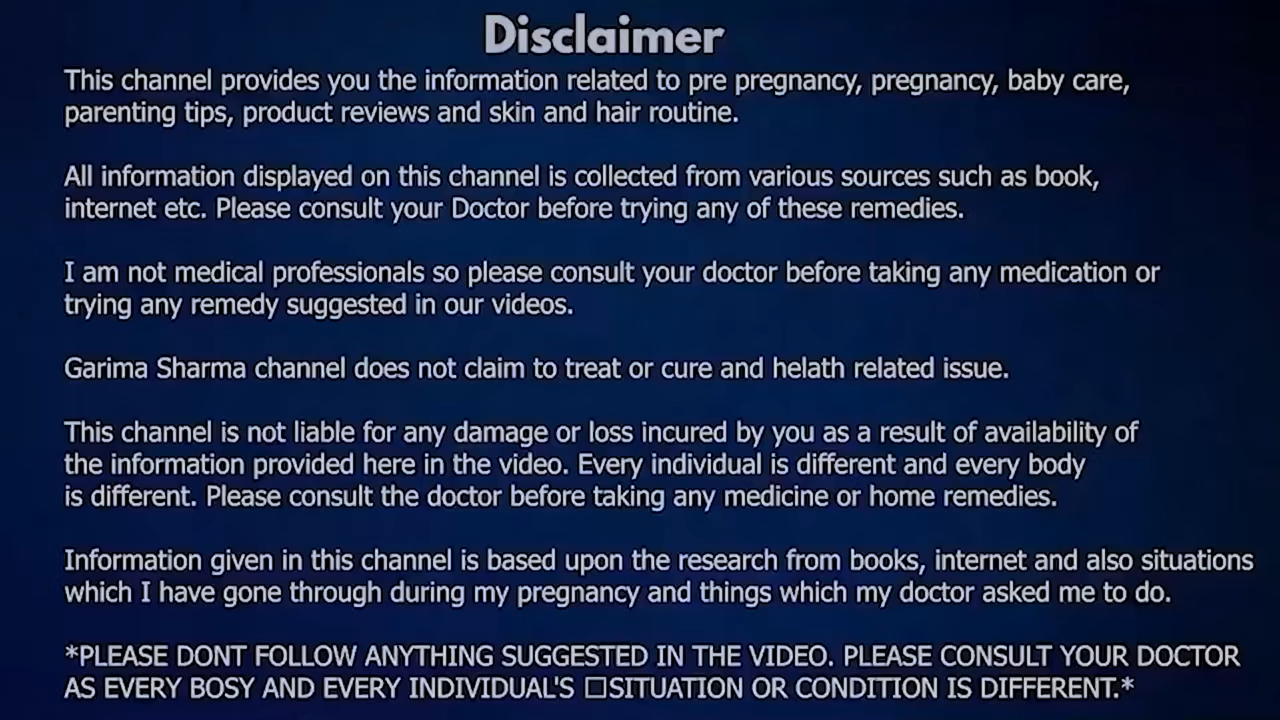 Disclaimer
This channel provides you the information related to pre pregnancy, pregnancy, baby care,
parenting tips, product reviews and skin and hair routine.
All information displayed on this channel is collected from various sources such as book,
internet etc. Please consult your Doctor before trying any of these remedies.
I am not medical professionals so please consult your doctor before taking any medication or
trying any remedy suggested in our videos.
Garima Sharma channel does not claim to treat or cure and helath related issue.
This channel is not liable for any damage or loss incured by you as a result of availability of
the information provided here in the video. Every individual is different and every body
is different. Please consult the doctor before taking any medicine or home remedies.
Information given in this channel is based upon the research from books, internet and also situations
which I have gone through during my pregnancy and things which my doctor asked me to do.
*PLEASE DONT FOLLOW ANYTHING SUGGESTED IN THE VIDEO. PLEASE CONSULT YOUR DOCTOR
AS EVERY BOSY AND EVERY INDIVIDUAL'S □SITUATION OR CONDITION IS DIFFERENT.*